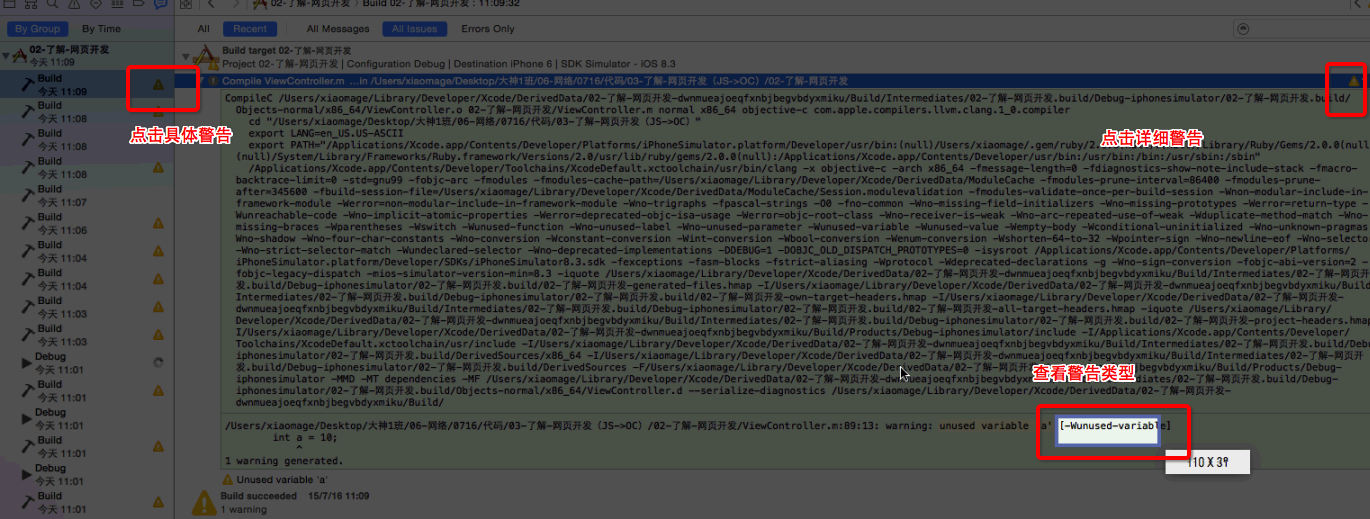 02-了解-网页开发 〉 Build 02-了解-网页开发 : 11:09:32
By Group By Time All Recent All Messages All Issues Errors Only
02-了解-网页开发
今天 11:09
Build
今天 11:09
Build
今天 11:08
Build
今天 11:08
Build
今天 11:08
Build
今天 11:07
Build
今天 11:06
Build
今天 11:04
Build
今天 11:04
Build
今天 11:03
Build
今天 11:03
Debug
今天 11:01
Build
今天 11:01
Debug
今天 11:01
Build
今天 11:01
Debug
今天 11:01
Build
今天 11:01
点击具体警告
Build target 02-了解-网页开发
Project 02-了解-网页开发 | Configuration Debug | Destination iPhone 6 | SDK Simulator - iOS 8.3
Compile ViewController.m ...in /Users/xiaomage/Desktop/大神1班/06-网络/0716/代码/03-了解-网页开发（JS->OC）/02-了解-网页开发
CompileC /Users/xiaomage/Library/Developer/Xcode/DerivedData/02-了解-网页开发-dwnmueajoeqfxnbjbegvbdyxmiku/Build/Intermediates/02-了解-网页开发.build/Debug-iphonesimulator/02-了解-网页开发.build/
Objects-normal/x86_64/ViewController.o 02-了解-网页开发/ViewController.m normal x86_64 objective-c com.apple.compilers.llvm.clang.1_0.compiler
cd "/Users/xiaomage/Desktop/大神1班/06-网络/0716/代码/03-了解-网页开发（JS->OC）"
export LANG=en_US.US-ASCII
export PATH="/Applications/Xcode.app/Contents/Developer/Platforms/iPhoneSimulator.platform/Developer/usr/bin:(null)/Users/xiaomage/.gem/ruby/2. Library/Ruby/Gems/2.0.0(null)
(null)/System/Library/Frameworks/Ruby.framework/Versions/2.0/usr/lib/ruby/gems/2.0.0(null):/Applications/Xcode.app/Contents/Developer/usr/bin:/usr/bin:/bin:/usr/sbin:/sbin"
/Applications/Xcode.app/Contents/Developer/Toolchains/XcodeDefault.xctoolchain/usr/bin/clang -x objective-c -arch x86_64 -fmessage-length=0 -fdiagnostics-show-note-include-stack -fmacro-
backtrace-limit=0 -std=gnu99 -fobjc-arc -fmodules -fmodules-cache-path=/Users/xiaomage/Library/Developer/Xcode/DerivedData/ModuleCache -fmodules-prune-interval=86400 -fmodules-prune-
after=345600 -fbuild-session-file=/Users/xiaomage/Library/Developer/Xcode/DerivedData/ModuleCache/Session.modulevalidation -fmodules-validate-once-per-build-session -Wnon-modular-include-in-
framework-module -Werror=non-modular-include-in-framework-module -Wno-trigraphs -fpascal-strings -O0 -fno-common -Wno-missing-field-initializers -Wno-missing-prototypes -Werror=return-type -
Wunreachable-code -Wno-implicit-atomic-properties -Werror=deprecated-objc-isa-usage -Werror=objc-root-class -Wno-receiver-is-weak -Wno-arc-repeated-use-of-weak -Wduplicate-method-match -Wno-
missing-braces -Wparentheses -Wswitch -Wunused-function -Wno-unused-label -Wno-unused-parameter -Wunused-variable -Wunused-value -Wempty-body -Wconditional-uninitialized -Wno-unknown-pragmas
-Wno-shadow -Wno-four-char-constants -Wno-conversion -Wconstant-conversion -Wint-conversion -Wbool-conversion -Wenum-conversion -Wshorten-64-to-32 -Wpointer-sign -Wno-newline-eof -Wno-selecto
-Wno-strict-selector-match -Wundeclared-selector -Wno-deprecated-implementations -DDEBUG=1 -DOBJC_OLD_DISPATCH_PROTOTYPES=0 -isysroot /Applications/Xcode.app/Contents/Developer/Platforms/
iPhoneSimulator.platform/Developer/SDKs/iPhoneSimulator8.3.sdk -fexceptions -fasm-blocks -fstrict-aliasing -Wprotocol -Wdeprecated-declarations -g -Wno-sign-conversion -fobjc-abi-version=2 -
fobjc-legacy-dispatch -mios-simulator-version-min=8.3 -iquote /Users/xiaomage/Library/Developer/Xcode/DerivedData/02-了解-网页开发-dwnmueajoeqfxnbjbegvbdyxmiku/Build/Intermediates/02-了解-网页开
发.build/Debug-iphonesimulator/02-了解-网页开发.build/02-了解-网页开发-generated-files.hmap -I/Users/xiaomage/Library/Developer/Xcode/DerivedData/02-了解-网页开发-dwnmueajoeqfxnbjbegvbdyxmiku/Build/
Intermediates/02-了解-网页开发.build/Debug-iphonesimulator/02-了解-网页开发.build/02-了解-网页开发-own-target-headers.hmap -I/Users/xiaomage/Library/Developer/Xcode/DerivedData/02-了解-网页开发-
dwnmueajoeqfxnbjbegvbdyxmiku/Build/Intermediates/02-了解-网页开发.build/Debug-iphonesimulator/02-了解-网页开发.build/02-了解-网页开发-all-target-headers.hmap -iquote /Users/xiaomage/Library/
Developer/Xcode/DerivedData/02-了解-网页开发-dwnmueajoeqfxnbjbegvbdyxmiku/Build/Intermediates/02-了解-网页开发.build/Debug-iphonesimulator/02-了解-网页开发.build/02-了解-网页开发-project-headers.hmap
I/Users/xiaomage/Library/Developer/Xcode/DerivedData/02-了解-网页开发-dwnmueajoeqfxnbjbegvbdyxmiku/Build/Products/Debug-iphonesimulator/include -I/Applications/Xcode.app/Contents/Developer/
Toolchains/XcodeDefault.xctoolchain/usr/include -I/Users/xiaomage/Library/Developer/Xcode/DerivedData/02-了解-网页开发-dwnmueajoeqfxnbjbegvbdyxmiku/Build/Intermediates/02-了解-网页开发.build/Debug-
iphonesimulator/02-了解-网页开发.build/DerivedSources/x86_64 -I/Users/xiaomage/Library/Developer/Xcode/DerivedData/02-了解-网页开发-dwnmueajoeqfxnbjbegvbdyxmiku/Build/Intermediates/02-了解-网页开
发.build/Debug-iphonesimulator/02-了解-网页开发.build/DerivedSources -F/Users/xiaomage/Library/Developer/Xcode/DerivedData/02-了解-网页开发-dwnmueajoeqfxnbjbegvbdyxmiku/Build/Products/Debug-
iphonesimulator -MMD -MT dependencies -MF /Users/xiaomage/Library/Developer/Xcode/DerivedData/02-了解-网页开发-dwnmueajoeqfxnbjbegvbdyxmiku/Build/Intermediates/02-了解-网页开发.build/Debug-
iphonesimulator/02-了解-网页开发.build/Objects-normal/x86_64/ViewController.d --serialize-diagnostics /Users/xiaomage/Library/Developer/Xcode/DerivedData/02-了解-网页开发-
dwnmueajoeqfxnbjbegvbdyxmiku/Build/
点击详细警告
查看警告类型
/Users/xiaomage/Desktop/大神1班/06-网络/0716/代码/03-了解-网页开发（JS->OC）/02-了解-网页开发/ViewController.m:89:13: warning: unused variable 'a' [-Wunused-variable]
int a = 10;
^
1 warning generated.
110 X 39
Unused variable 'a'
Build succeeded 15/7/16 11:09
1 warning